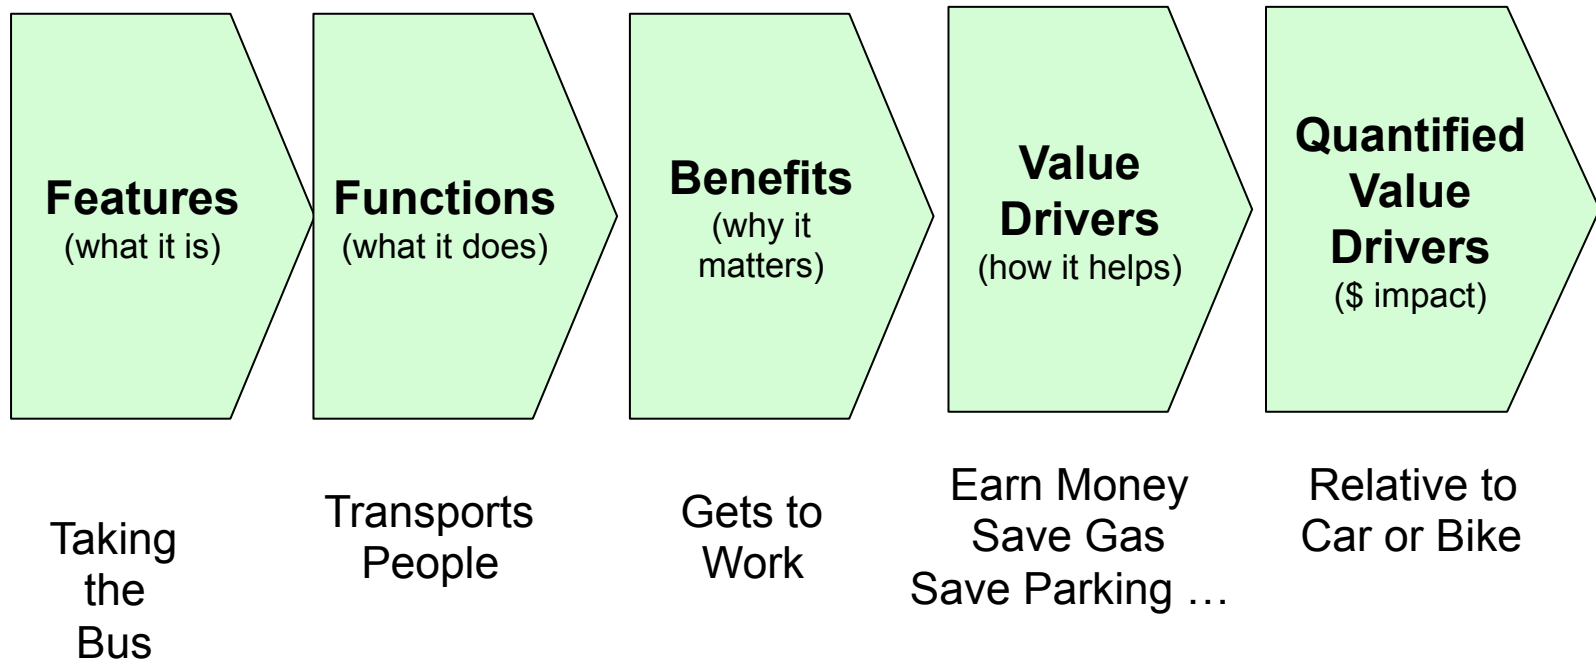 Features
(what it is)
Functions
(what it does)
Benefits
(why it
matters)
Value
Drivers
(how it helps)
Quantified
Value
Drivers
($ impact)
Taking
the
Bus
Transports
People
Gets to
Work
Earn Money
Save Gas
Save Parking …
Relative to
Car or Bike